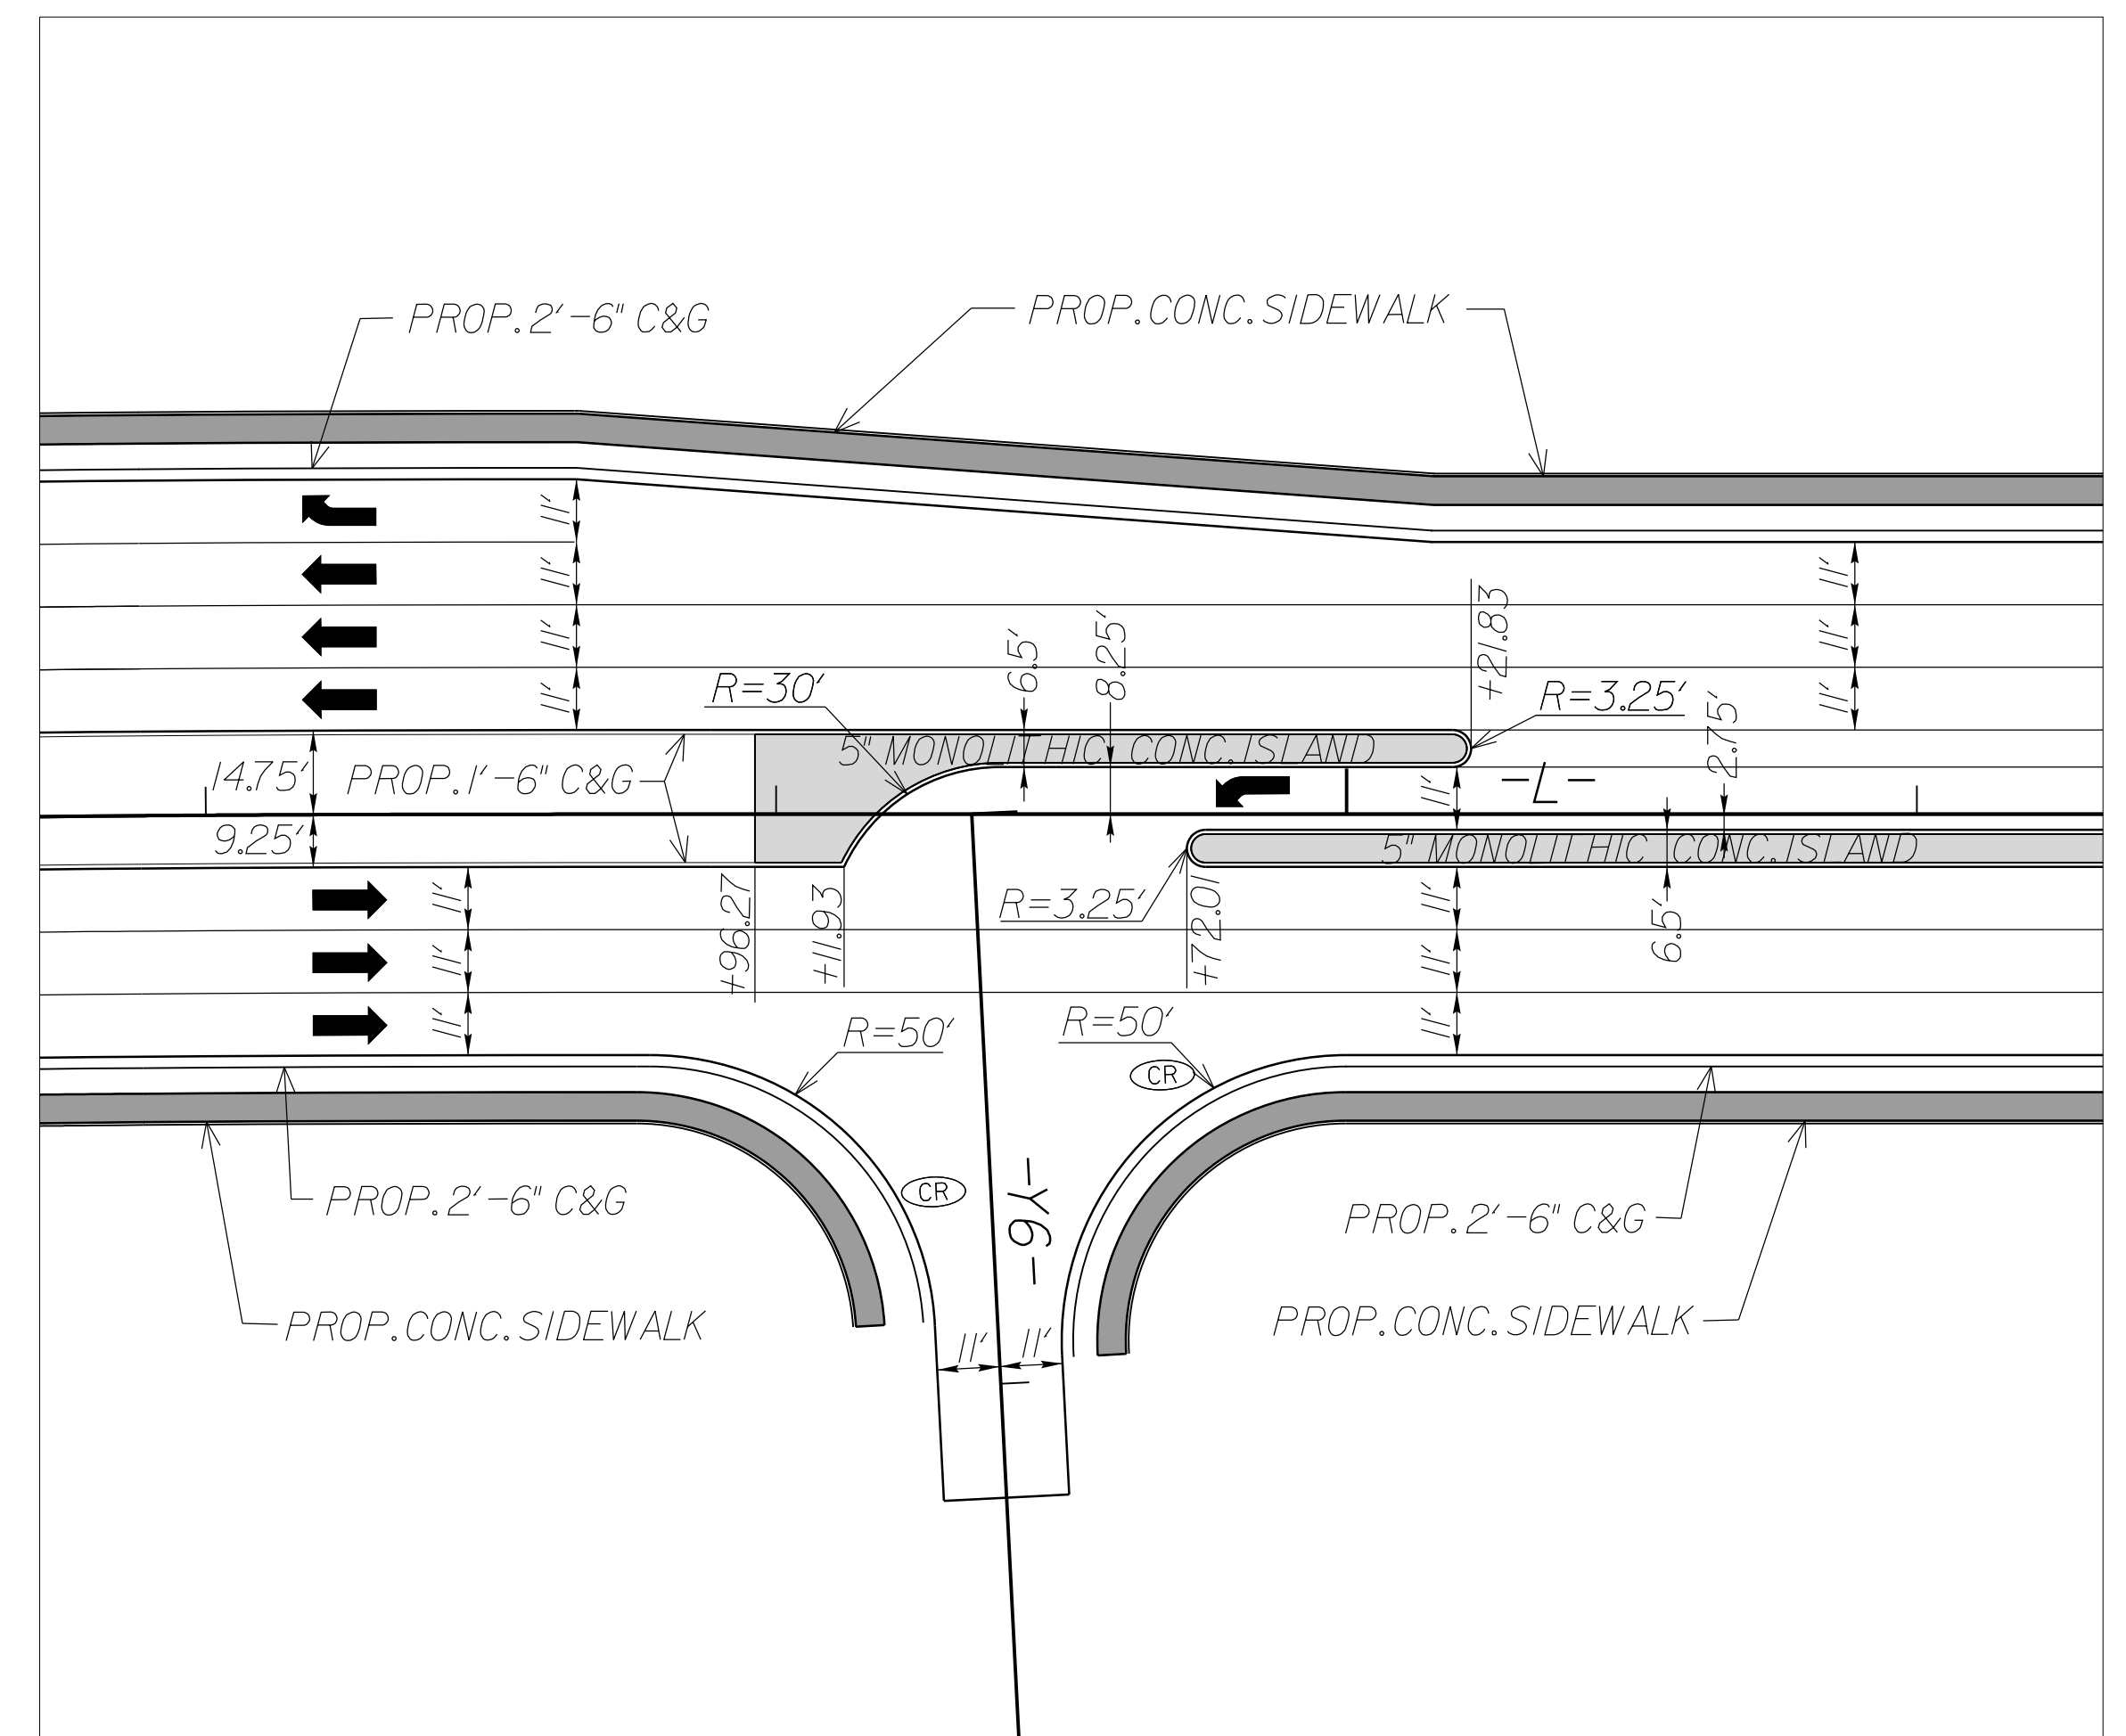 PROP. 2'-6" C&G
PROP. CONC. SIDEWALK
11'
11'
11'
11'
11'
11'
11'
6.5'
8.25'
+21.83
R=30'
R=3.25'
2.75'
5" MONOLITHIC CONC. ISLAND
14.75'
PROP. 1'-6" C&G
11'
-L-
9.25'
5" MONOLITHIC CONC. ISLAND
R=3.25'
+96.27
+11.93
+72.01
6.5'
11'
11'
11'
11'
11'
11'
R=50'
R=50'
CR
CR
-Y6-
PROP. 2'-6" C&G
PROP. 2'-6" C&G
PROP. CONC. SIDEWALK
PROP. CONC. SIDEWALK
11'
11'